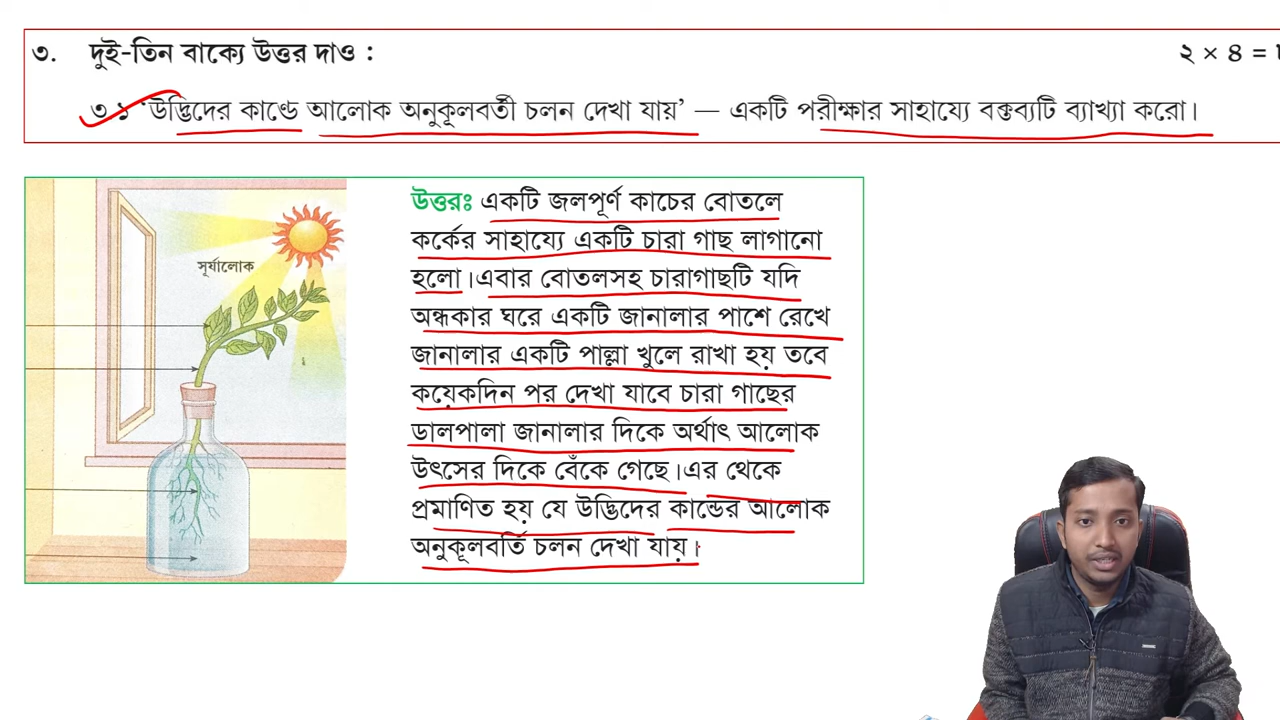 ৩. দুই-তিন বাক্যে উত্তর দাও : ২ × ৪ =
৩.১ 'উদ্ভিদের কাণ্ডে আলোক অনুকূলবর্তী চলন দেখা যায়' — একটি পরীক্ষার সাহায্যে বক্তব্যটি ব্যাখ্যা করো।
সূর্যালোক
উত্তরঃ একটি জলপূর্ণ কাচের বোতলে
কর্কের সাহায্যে একটি চারা গাছ লাগানো
হলো। এবার বোতলসহ চারাগাছটি যদি
অন্ধকার ঘরে একটি জানালার পাশে রেখে
জানালার একটি পাল্লা খুলে রাখা হয় তবে
কয়েকদিন পর দেখা যাবে চারা গাছের
ডালপালা জানালার দিকে অর্থাৎ আলোক
উৎসের দিকে বেঁকে গেছে। এর থেকে
প্রমাণিত হয় যে উদ্ভিদের কান্ডের আলোক
অনুকূলবর্তি চলন দেখা যায়।